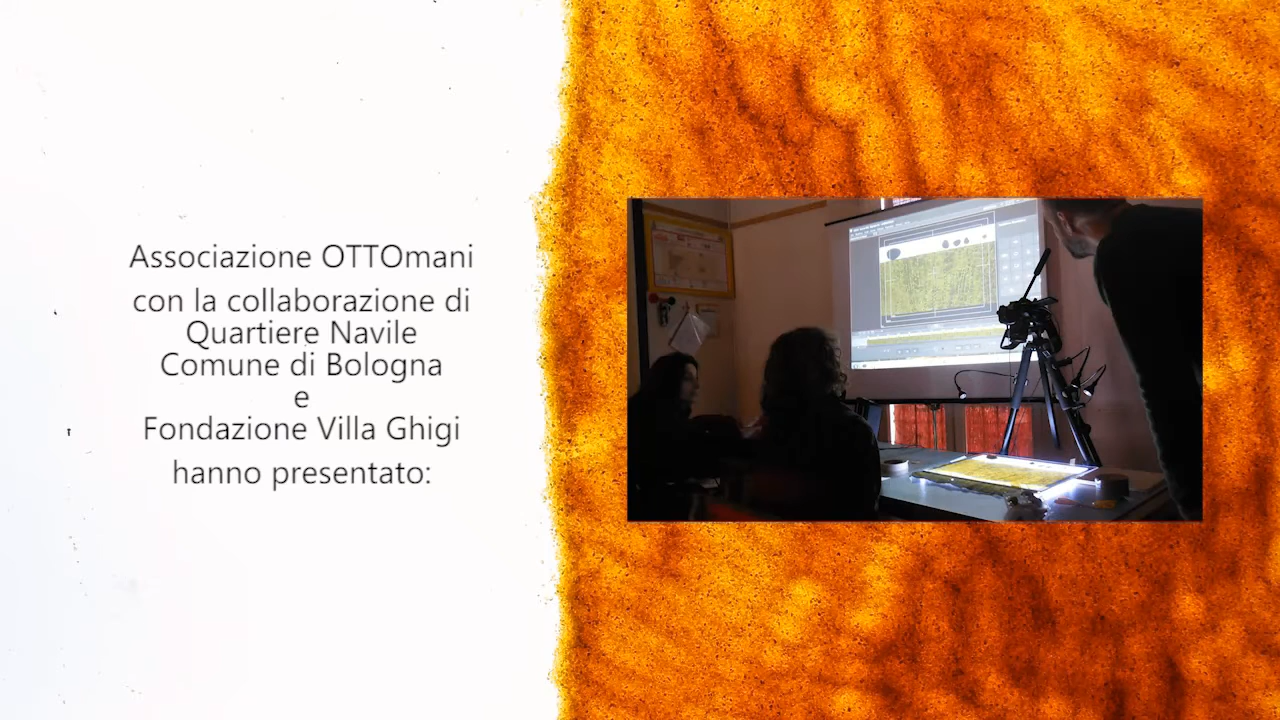 Associazione OTTOmani
con la collaborazione di
Quartiere Navile
Comune di Bologna
e
Fondazione Villa Ghigi
hanno presentato: